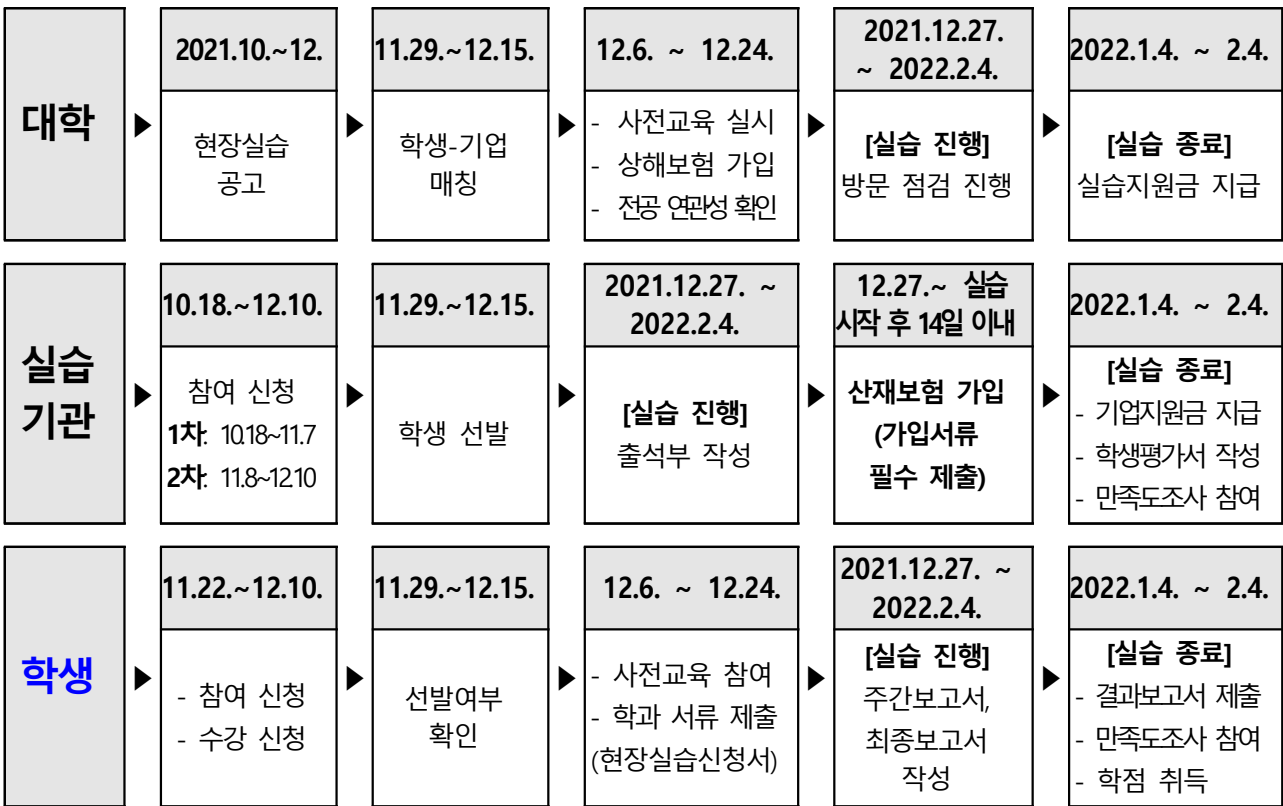 대학
2021.10.~12.
현장실습
공고
11.29.~12.15.
학생-기업
매칭
12.6. ~ 12.24.
- 사전교육 실시
- 상해보험 가입
- 전공 연관성 확인
2021.12.27.
~ 2022.2.4.
[실습 진행]
방문 점검 진행
2022.1.4. ~ 2.4.
[실습 종료]
실습지원금 지급
실습
기관
10.18.~12.10.
참여 신청
1차: 10.18~11.7
2차: 11.8~12.10
11.29.~12.15.
학생 선발
2021.12.27. ~
2022.2.4.
[실습 진행]
출석부 작성
12.27.~ 실습
시작 후 14일 이내
산재보험 가입
(가입서류
필수 제출)
2022.1.4. ~ 2.4.
[실습 종료]
- 기업지원금 지급
- 학생평가서 작성
- 만족도조사 참여
학생
11.22.~12.10.
- 참여 신청
- 수강 신청
11.29.~12.15.
선발여부
확인
12.6. ~ 12.24.
- 사전교육 참여
- 학과 서류 제출
(현장실습신청서)
2021.12.27. ~
2022.2.4.
[실습 진행]
주간보고서,
최종보고서
작성
2022.1.4. ~ 2.4.
[실습 종료]
- 결과보고서 제출
- 만족도조사 참여
- 학점 취득